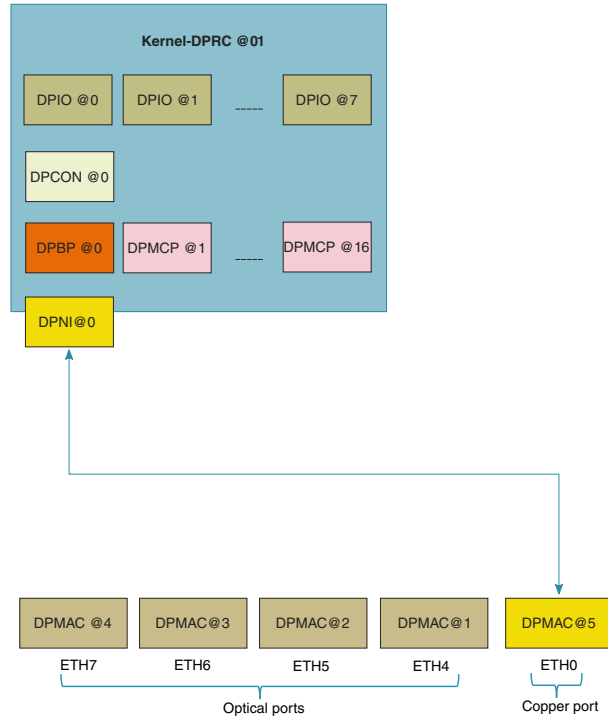 Kernel-DPRC @01
DPIO @0 DPIO @1 ----- DPIO @7
DPCON @0
DPBP @0 DPMCP @1 ----- DPMCP @16
DPNI@0
DPMAC @4 DPMAC@3 DPMAC@2 DPMAC@1 DPMAC@5
ETH7 ETH6 ETH5 ETH4 ETH0
Optical ports Copper port